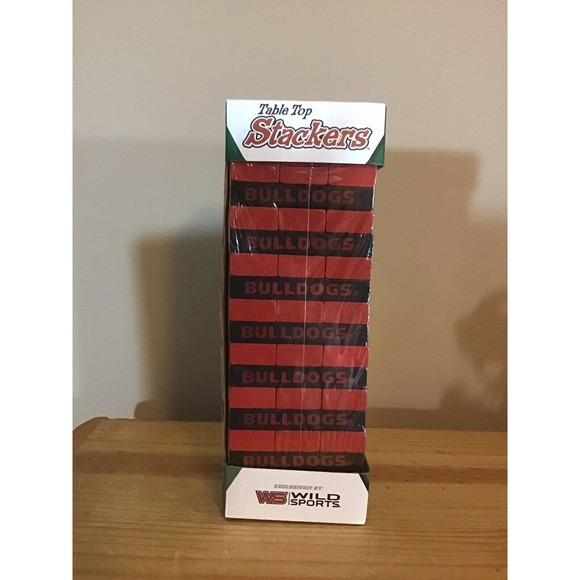 Table Top
Stackers
BULLDOGS
BULLDOGS
BULLDOGS®
BULLDOGS®
BULLDOGS®
BULLDOGS®
BULLDOGS
EXCLUSIVELY BY:
WS WILD
SPORTS